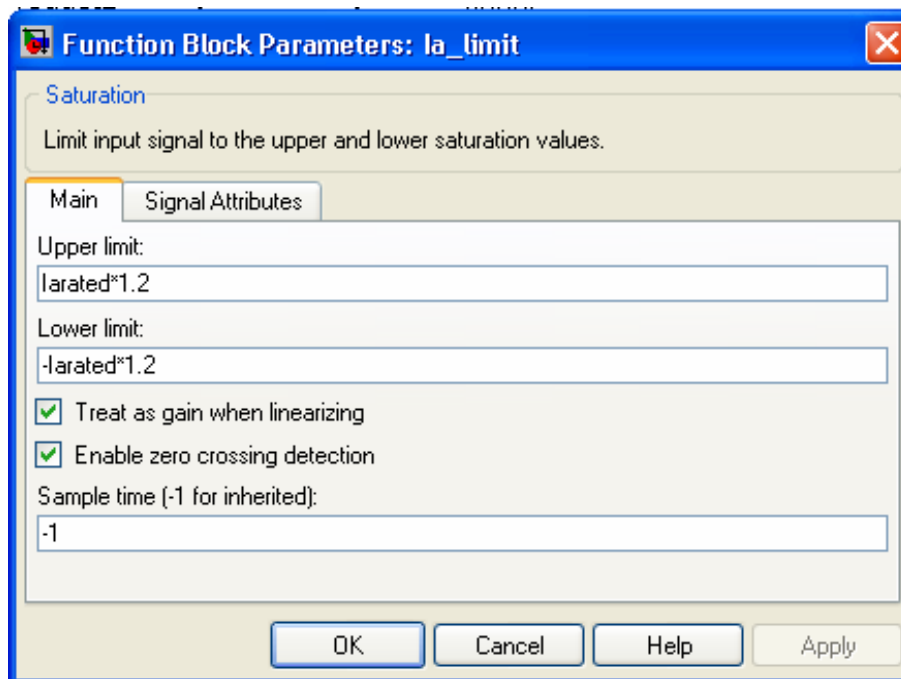 Function Block Parameters: Ia_limit
Saturation
Limit input signal to the upper and lower saturation values.
Main
Signal Attributes
Upper limit:
Iarated*1.2
Lower limit:
-Iarated*1.2
Treat as gain when linearizing
Enable zero crossing detection
Sample time (-1 for inherited):
-1
OK
Cancel
Help
Apply